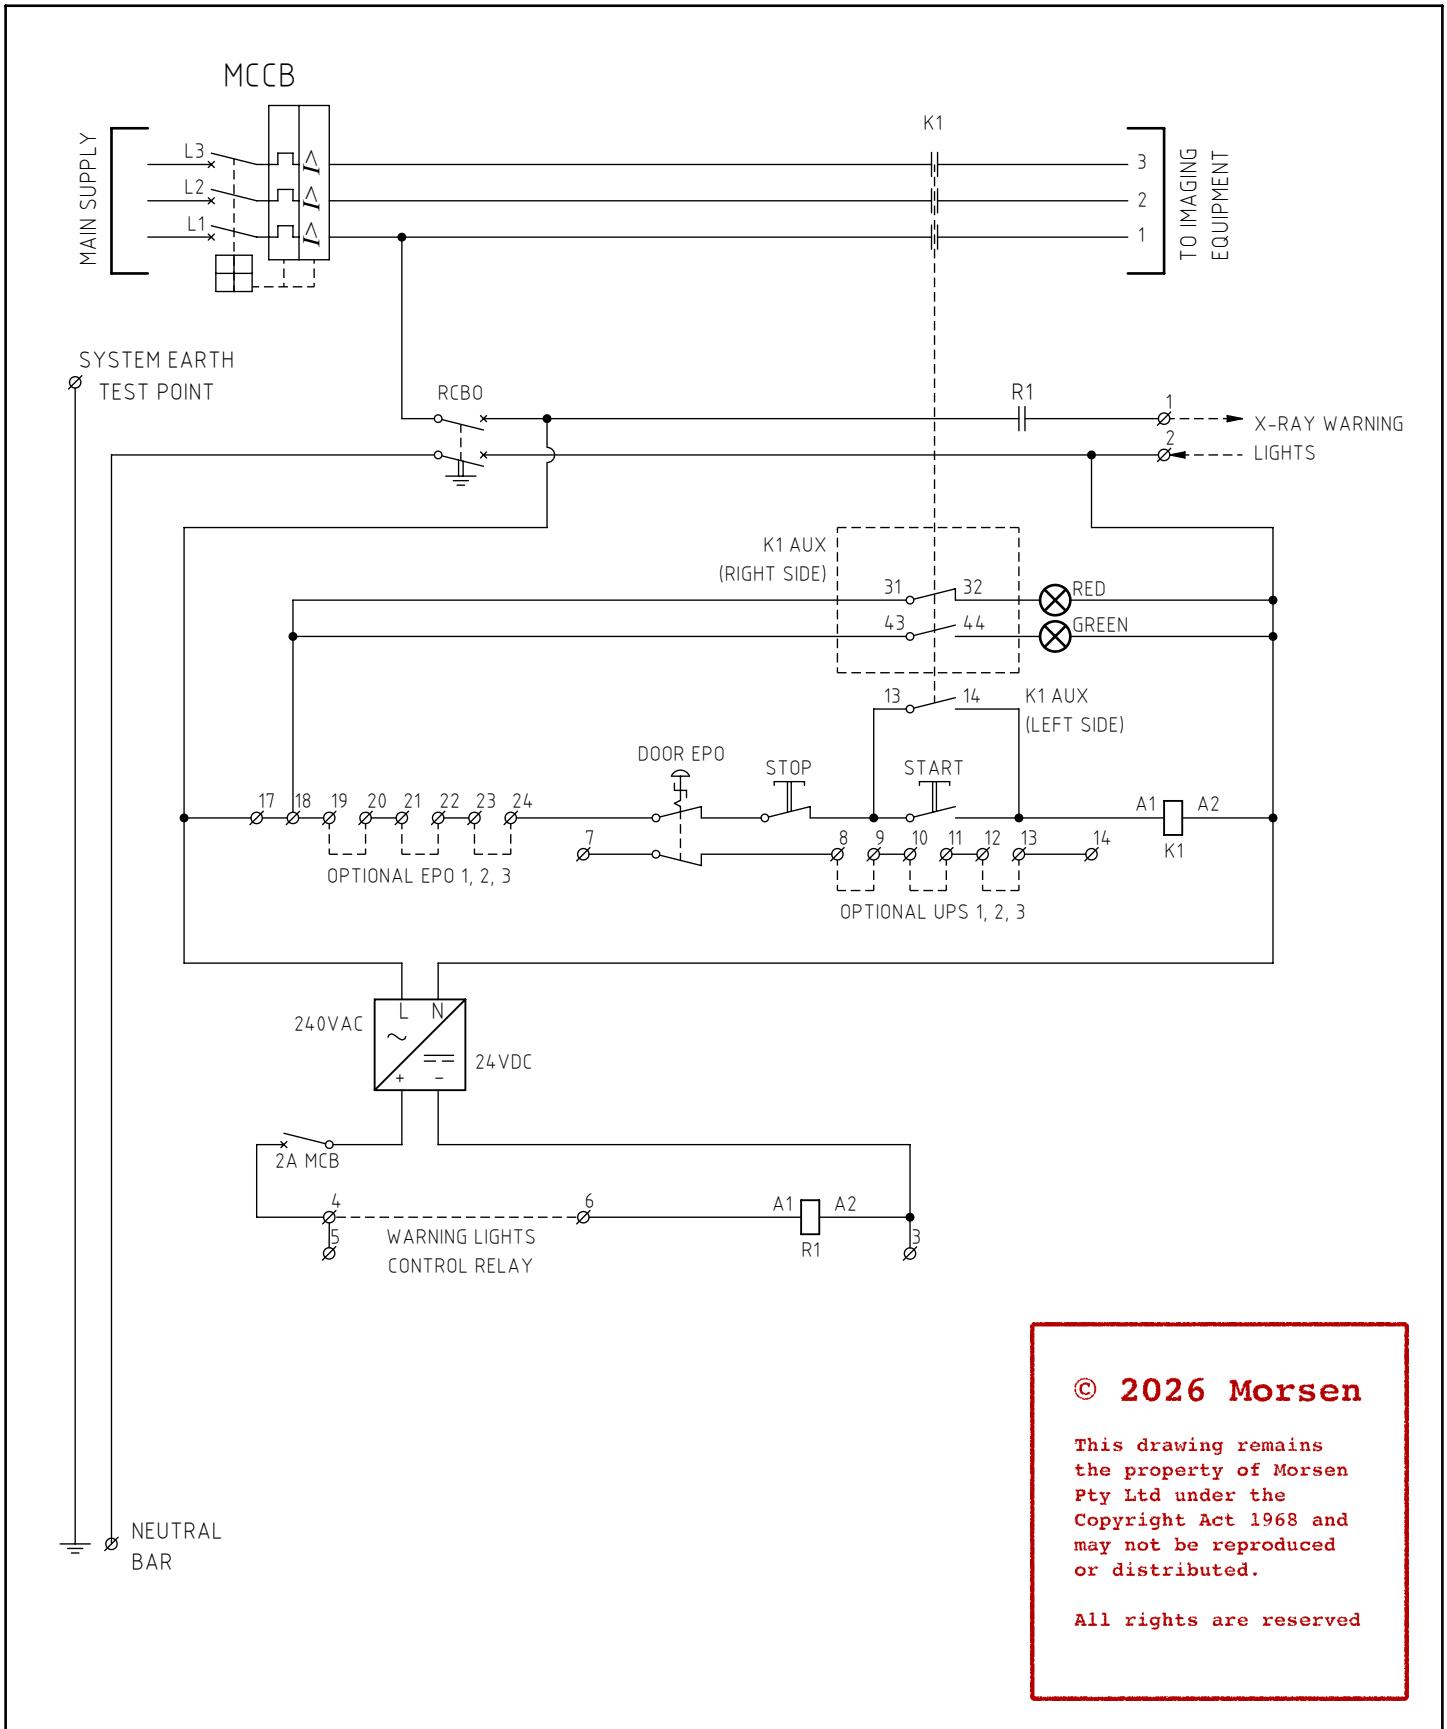 MCCB
MAIN SUPPLY
L3
L2
L1
I>
I>
I>
K1
3
2
1
TO IMAGING
EQUIPMENT
SYSTEM EARTH
TEST POINT
RCBO
R1
1
2
X-RAY WARNING
LIGHTS
K1 AUX
(RIGHT SIDE)
31
32
RED
43
44
GREEN
13
14
K1 AUX
(LEFT SIDE)
DOOR EPO
STOP
START
17
18
19
20
21
22
23
24
A1
A2
K1
OPTIONAL EPO 1, 2, 3
7
8
9
10
11
12
13
14
OPTIONAL UPS 1, 2, 3
240VAC
L
N
+
-
24VDC
2A MCB
4
5
6
WARNING LIGHTS
CONTROL RELAY
A1
A2
R1
3
NEUTRAL
BAR
© 2026 Morsen
This drawing remains
the property of Morsen
Pty Ltd under the
Copyright Act 1968 and
may not be reproduced
or distributed.
All rights are reserved